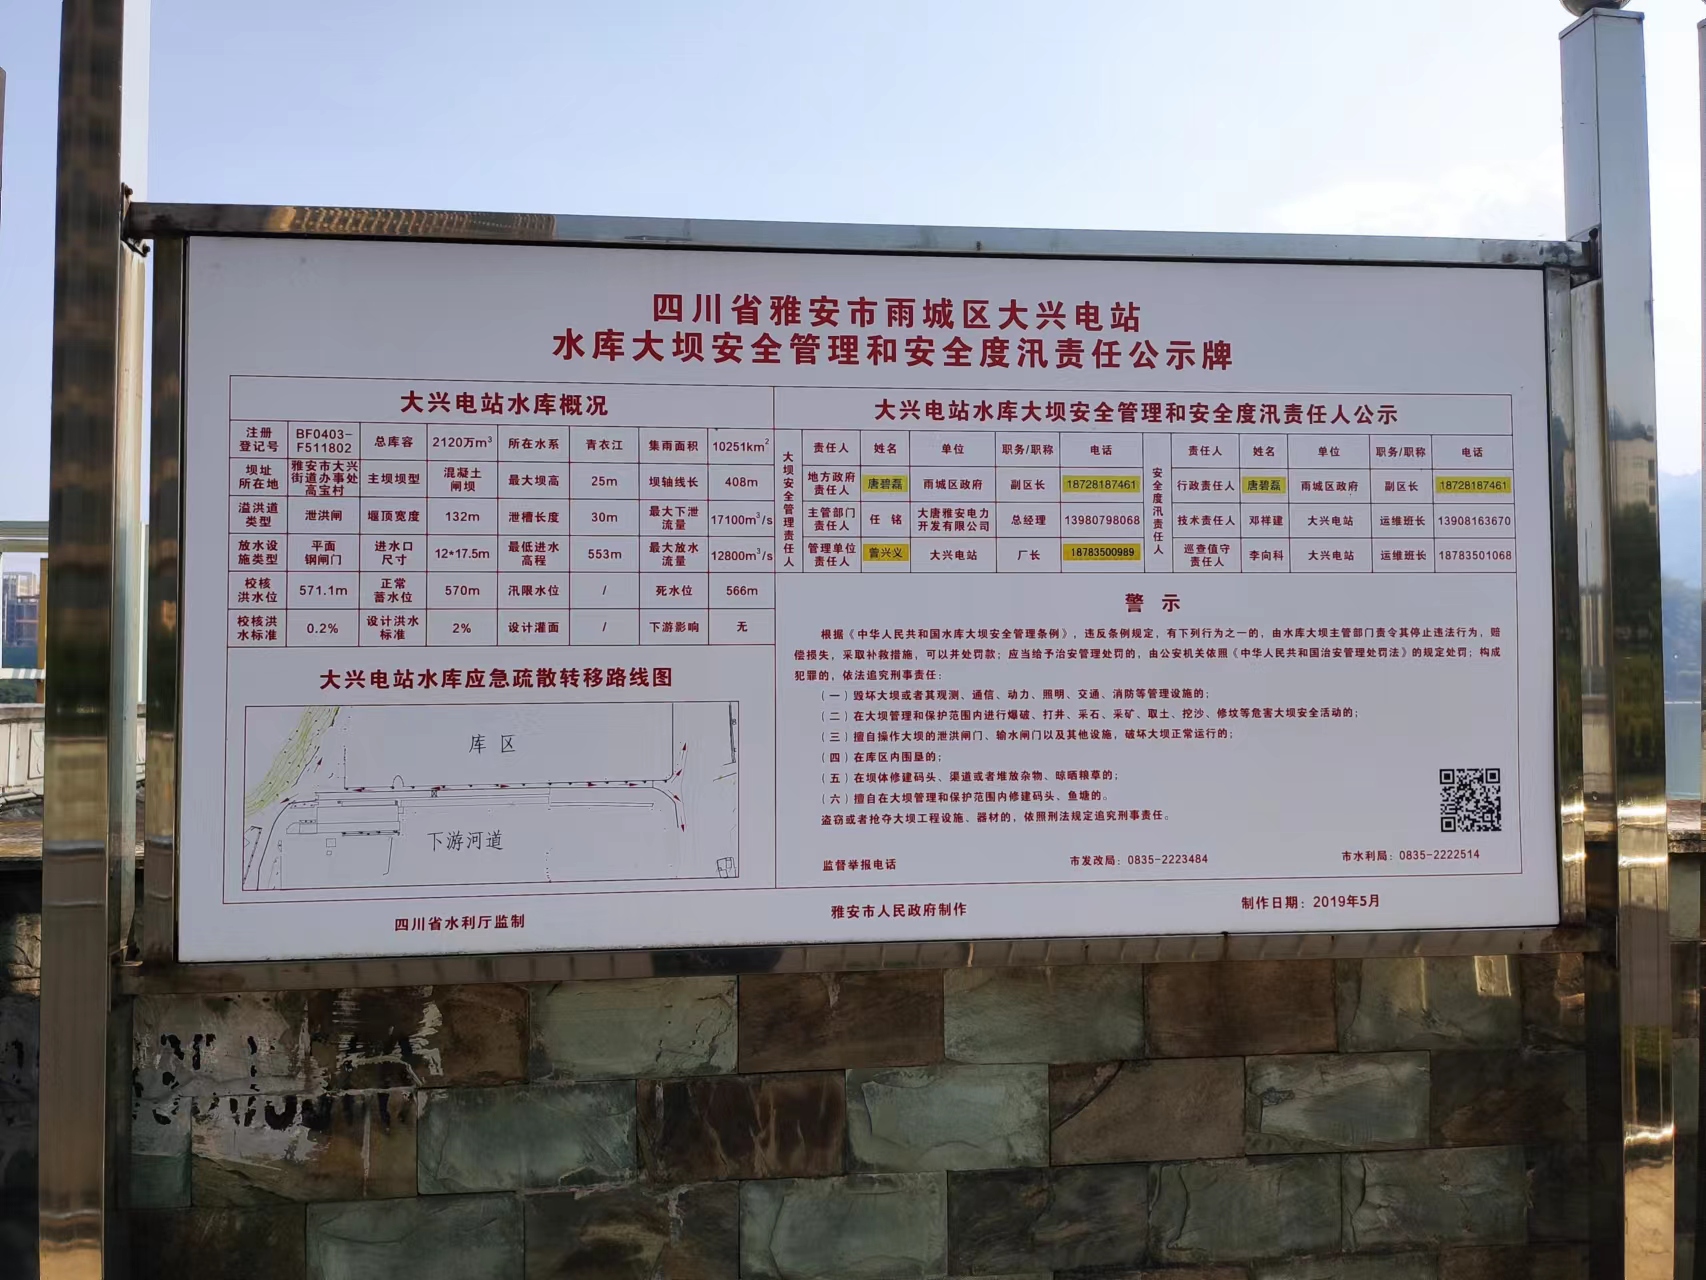 四川省雅安市雨城区大兴电站
水库大坝安全管理和安全度汛责任公示牌
大兴电站水库概况
注册登记号 BF0403-F511802 总库容 2120万m³ 所在水系 青衣江 集雨面积 10251km²
坝址所在地 雅安市大兴街道办事处高宝村 主坝坝型 混凝土闸坝 最大坝高 25m 坝轴线长 408m
溢洪道类型 泄洪闸 堰顶宽度 132m 泄槽长度 30m 最大下泄流量 17100m³/s
放水设施类型 平面钢闸门 进水口尺寸 12*17.5m 最低进水高程 553m 最大放水流量 12800m³/s
校核洪水位 571.1m 正常蓄水位 570m 汛限水位 / 死水位 566m
校核洪水标准 0.2% 设计洪水标准 2% 设计灌面 / 下游影响 无
大兴电站水库应急疏散转移路线图
库区
下游河道
大兴电站水库大坝安全管理和安全度汛责任人公示
大坝安全管理责任人
责任人 姓名 单位 职务/职称 电话
地方政府责任人 唐碧磊 雨城区政府 副区长 18728187461
主管部门责任人 任铭 大唐雅安电力开发有限公司 总经理 13980798068
管理单位责任人 曾兴义 大兴电站 厂长 18783500989
安全度汛责任人
责任人 姓名 单位 职务/职称 电话
行政责任人 唐碧磊 雨城区政府 副区长 18728187461
技术责任人 邓祥建 大兴电站 运维班长 13908163670
巡查值守责任人 李向科 大兴电站 运维班长 18783501068
警示
根据《中华人民共和国水库大坝安全管理条例》，违反条例规定，有下列行为之一的，由水库大坝主管部门责令其停止违法行为，赔
偿损失，采取补救措施，可以并处罚款；应当给予治安管理处罚的，由公安机关依照《中华人民共和国治安管理处罚法》的规定处罚；构成
犯罪的，依法追究刑事责任：
（一）毁坏大坝或者其观测、通信、动力、照明、交通、消防等管理设施的；
（二）在大坝管理和保护范围内进行爆破、打井、采石、采矿、取土、挖沙、修坟等危害大坝安全活动的；
（三）擅自操作大坝的泄洪闸门、输水闸门以及其他设施，破坏大坝正常运行的；
（四）在库区内围垦的；
（五）在坝体修建码头、渠道或者堆放杂物、晾晒粮草的；
（六）擅自在大坝管理和保护范围内修建码头、鱼塘的。
盗窃或者抢夺大坝工程设施、器材的，依照刑法规定追究刑事责任。
监督举报电话 市发改局：0835-2223484 市水利局：0835-2222514
四川省水利厅监制 雅安市人民政府制作 制作日期：2019年5月